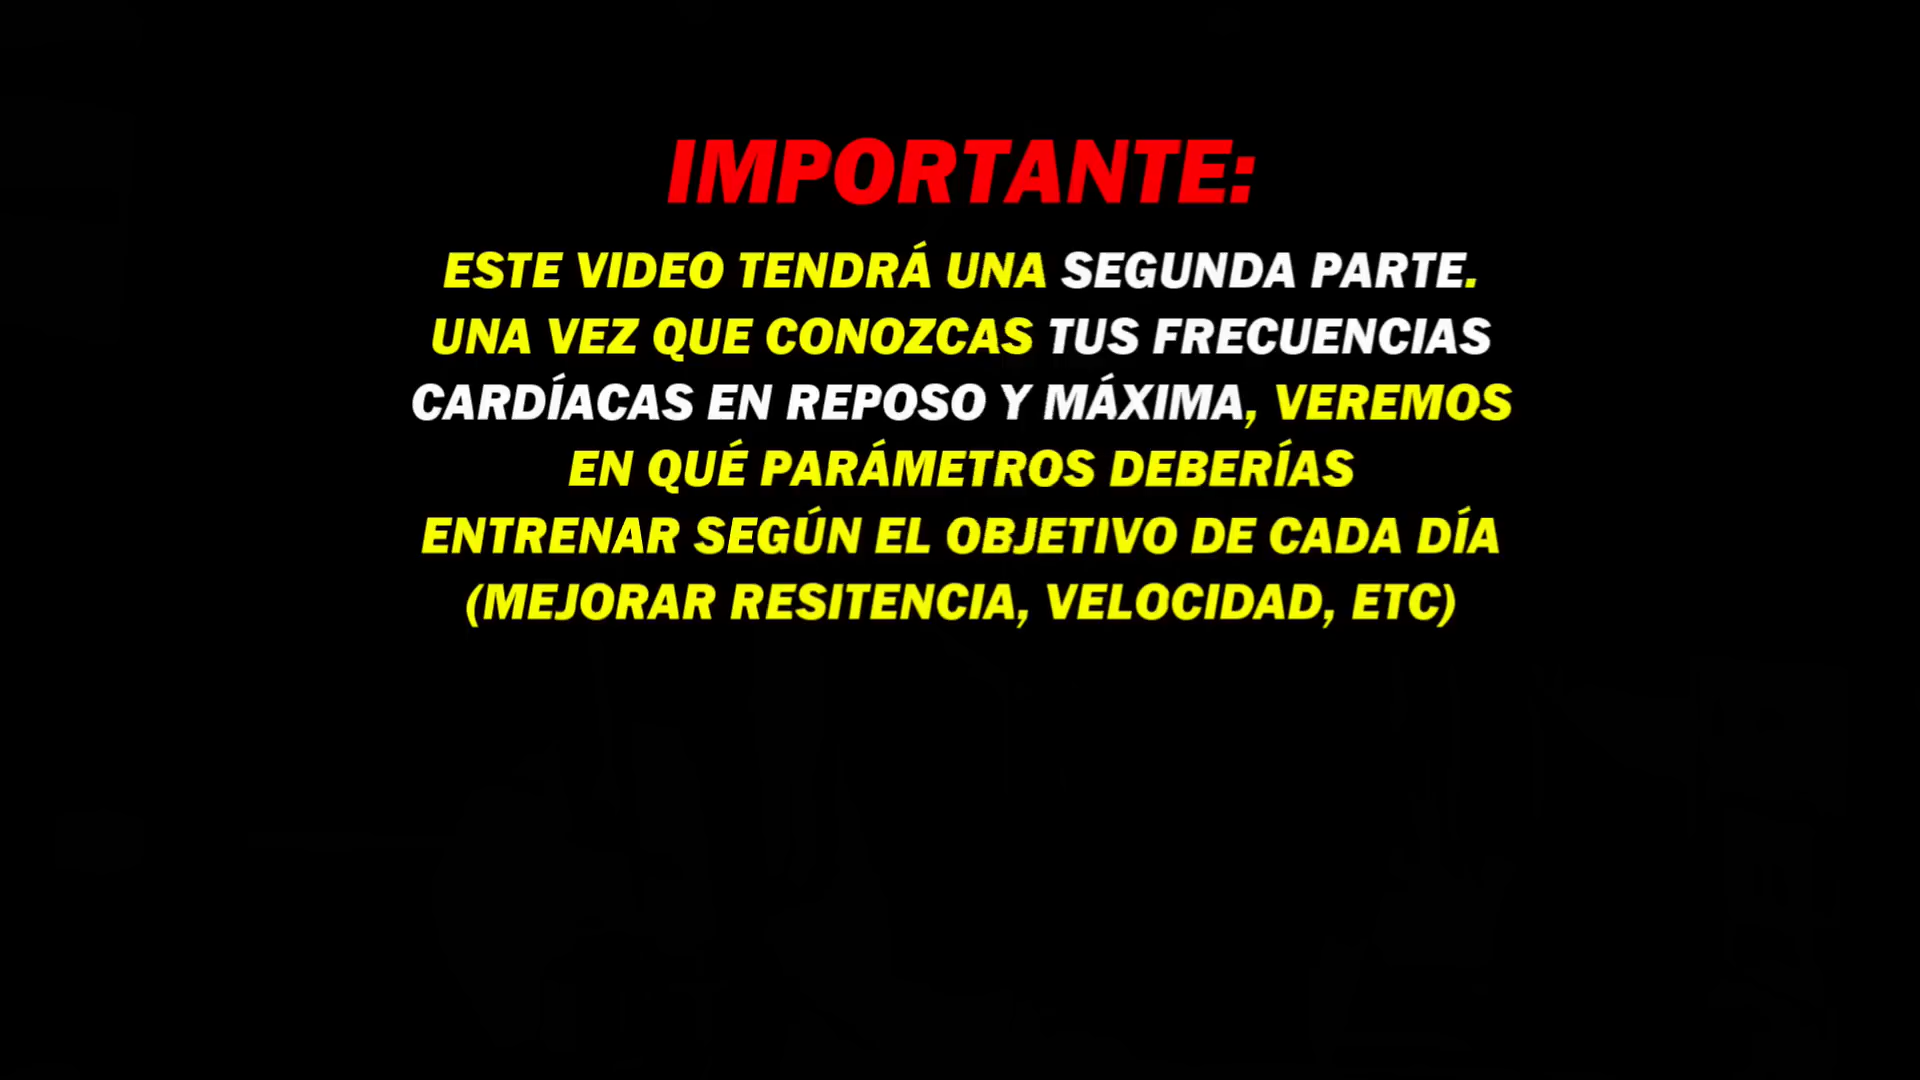 IMPORTANTE:
ESTE VIDEO TENDRÁ UNA SEGUNDA PARTE.
UNA VEZ QUE CONOZCAS TUS FRECUENCIAS
CARDÍACAS EN REPOSO Y MÁXIMA, VEREMOS
EN QUÉ PARÁMETROS DEBERÍAS
ENTRENAR SEGÚN EL OBJETIVO DE CADA DÍA
(MEJORAR RESITENCIA, VELOCIDAD, ETC)